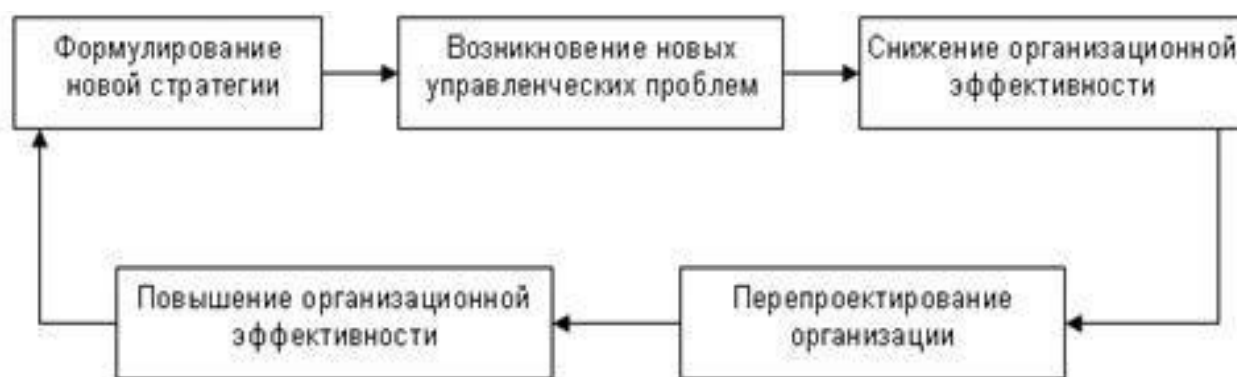 Формулирование
новой стратегии
Возникновение новых
управленческих проблем
Снижение организационной
эффективности
Повышение организационной
эффективности
Перепроектирование
организации